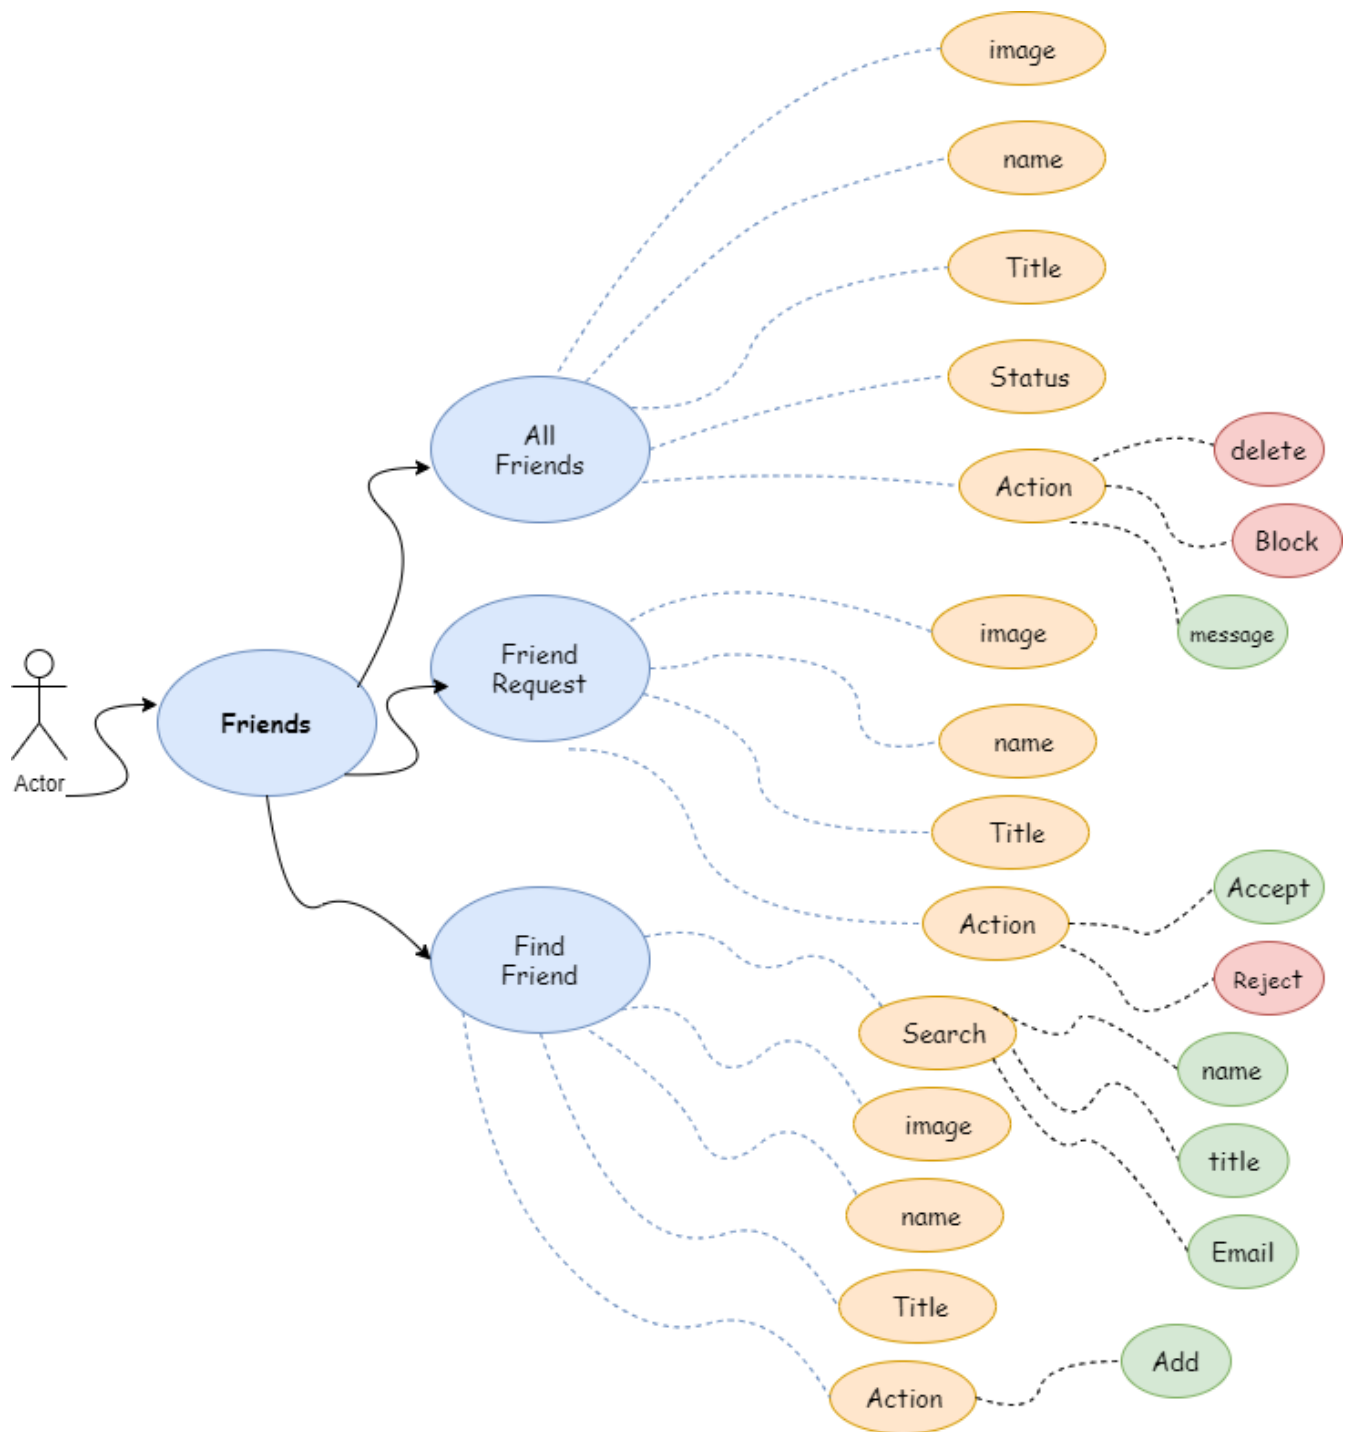 image
name
Title
Status
All
Friends
Action
delete
Block
message
Friend
Request
image
name
Title
Action
Accept
Reject
Actor
Friends
Find
Friend
Search
name
title
Email
image
name
Title
Action
Add